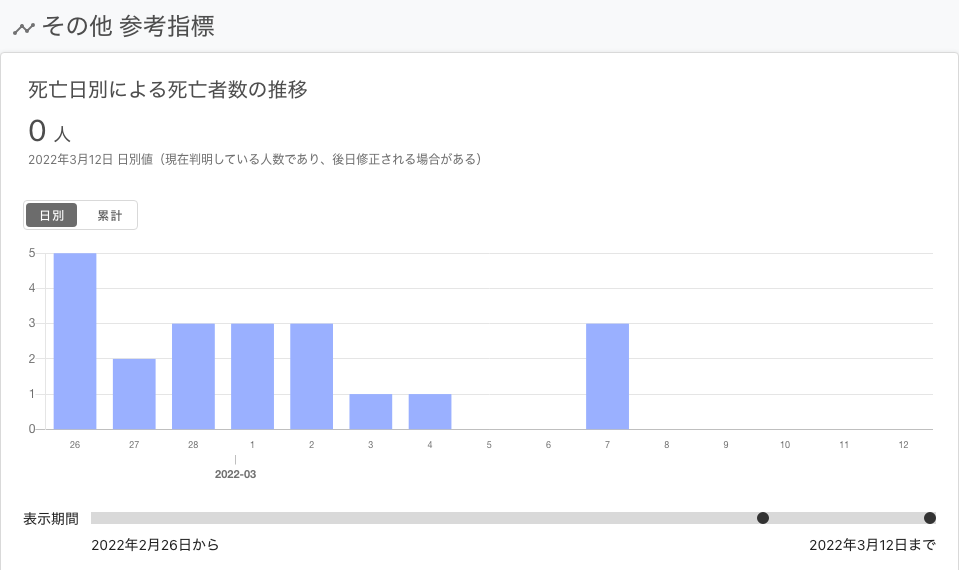 その他 参考指標
死亡日別による死亡者数の推移
0 人
2022年3月12日 日別値（現在判明している人数であり、後日修正される場合がある）
日別 累計
5
4
3
2
1
0
26 27 28 1 2 3 4 5 6 7 8 9 10 11 12
2022-03
表示期間
2022年2月26日から 2022年3月12日まで